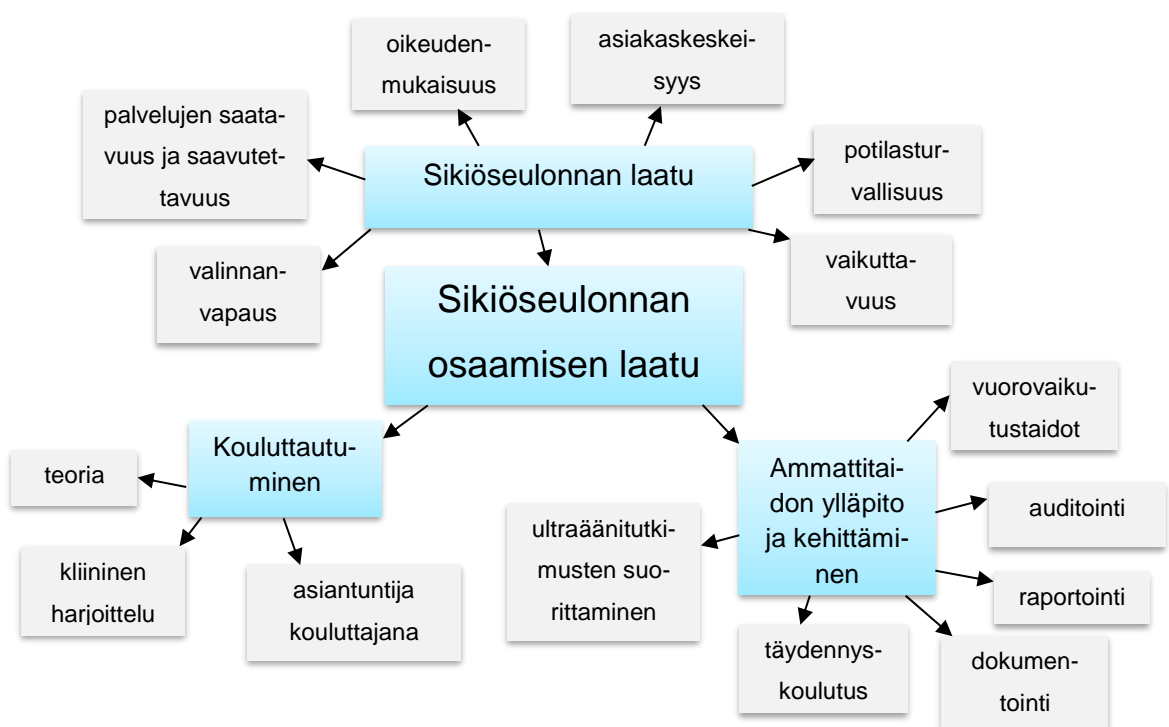 oikeuden-
mukaisuus
asiakaskeskei-
syys
palvelujen saata-
vuus ja saavutet-
tavuus
Sikiöseulonnan laatu
potilastur-
vallisuus
valinnan-
vapaus
vaikutta-
vuus
Sikiöseulonnan
osaamisen laatu
vuorovaiku-
tustaidot
Kouluttautu-
minen
teoria
kliininen
harjoittelu
asiantuntija
kouluttajana
Ammattitai-
don ylläpito
ja kehittämi-
nen
auditointi
ultraäänitutki-
musten suo-
rittaminen
raportointi
täydennys-
koulutus
dokumen-
tointi